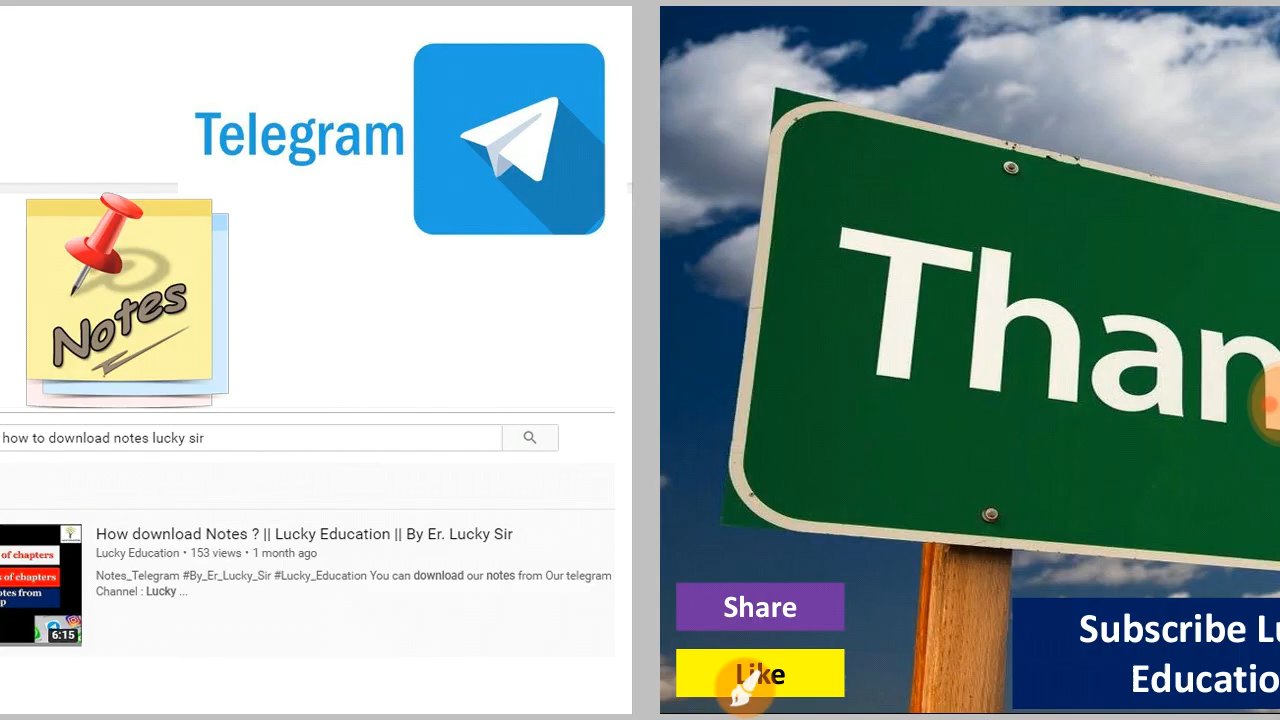 Telegram
Notes
how to download notes lucky sir
How download Notes ? || Lucky Education || By Er. Lucky Sir
Lucky Education • 153 views • 1 month ago
Notes_Telegram #By_Er_Lucky_Sir #Lucky_Education You can download our notes from Our telegram
Channel : Lucky ...
of chapters
s of chapters
otes from
p
6:15
Than
Share
Like
Subscribe Lu
Educatio